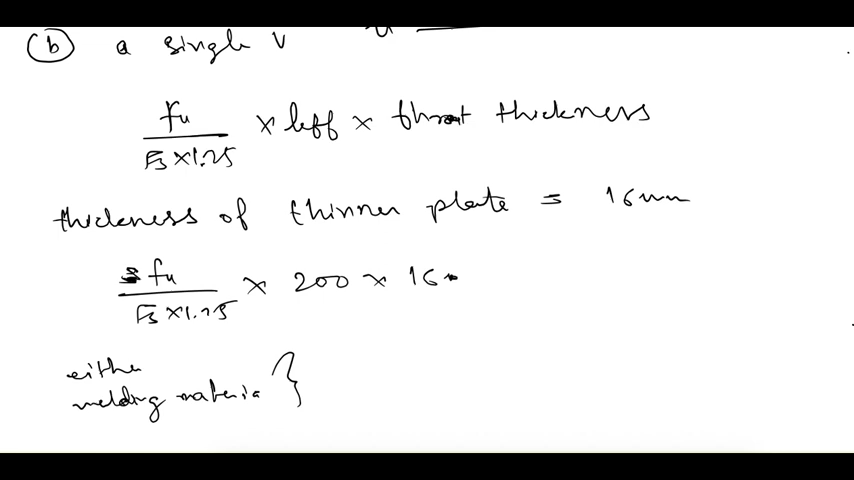 (b) a single V
fu / √3 × 1.25 × leff × throat thickness
thickness of thinner plate = 16mm
fu / √3 × 1.25 × 200 × 16
either
welding material }